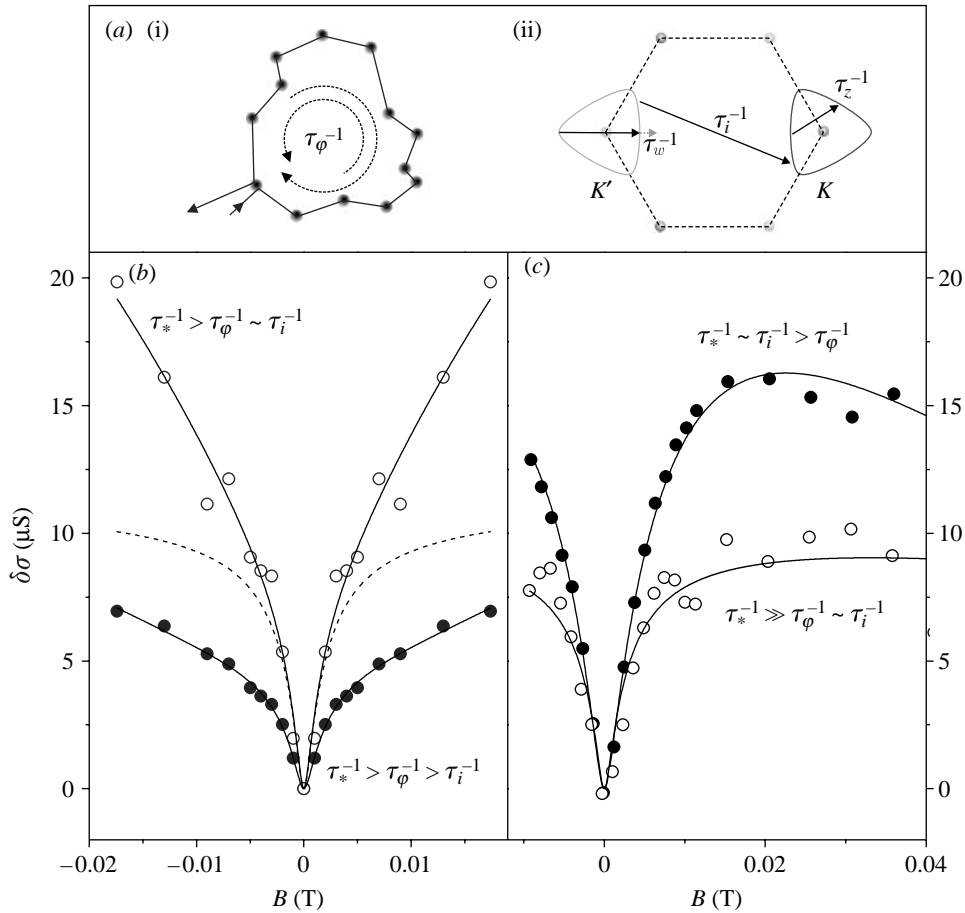 (a) (i)
τφ⁻¹
(ii)
τz⁻¹
τi⁻¹
τw⁻¹
K′
K
(b)
20
15
10
5
0
δσ (μS)
τ*⁻¹ > τφ⁻¹ ~ τi⁻¹
τ*⁻¹ > τφ⁻¹ > τi⁻¹
−0.02
−0.01
0
0.01
B (T)
(c)
τ*⁻¹ ~ τi⁻¹ > τφ⁻¹
τ*⁻¹ ≫ τφ⁻¹ ~ τi⁻¹
20
15
10
5
0
0
0.02
0.04
B (T)